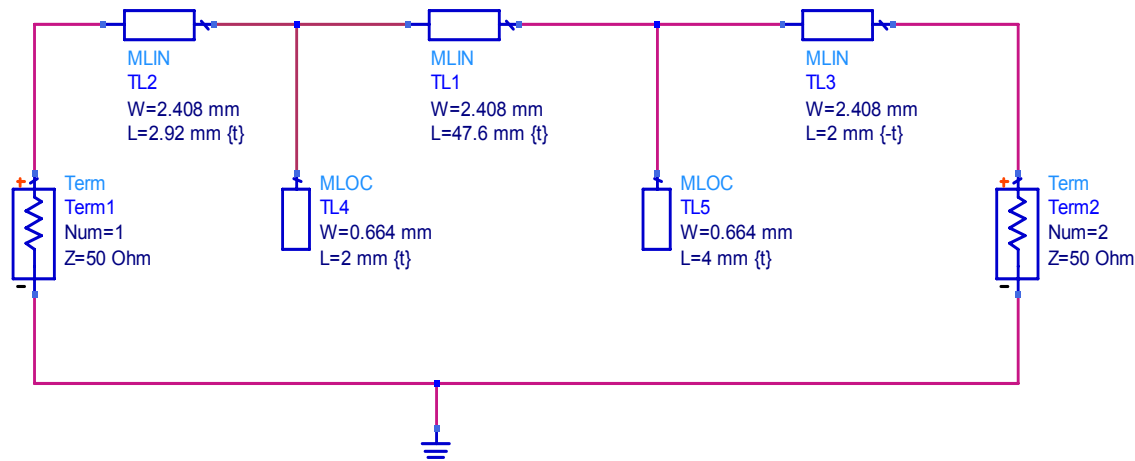 MLIN
TL2
W=2.408 mm
L=2.92 mm {t}
MLIN
TL1
W=2.408 mm
L=47.6 mm {t}
MLIN
TL3
W=2.408 mm
L=2 mm {-t}
+
Term
Term1
Num=1
Z=50 Ohm
-
MLOC
TL4
W=0.664 mm
L=2 mm {t}
MLOC
TL5
W=0.664 mm
L=4 mm {t}
+
Term
Term2
Num=2
Z=50 Ohm
-